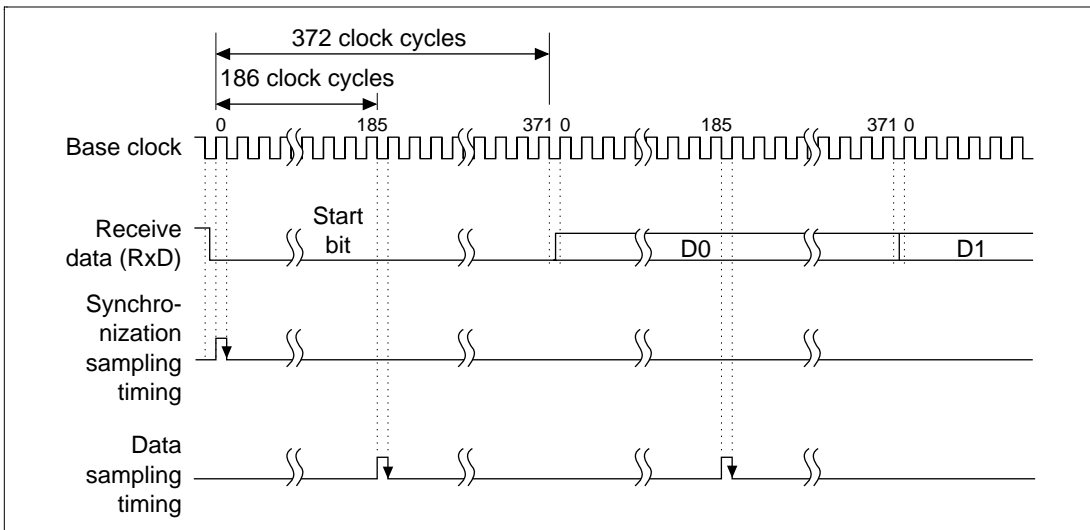 372 clock cycles
186 clock cycles
0 185 371 0 185 371 0
Base clock
Receive
data (RxD)
Start
bit
D0
D1
Synchro-
nization
sampling
timing
Data
sampling
timing